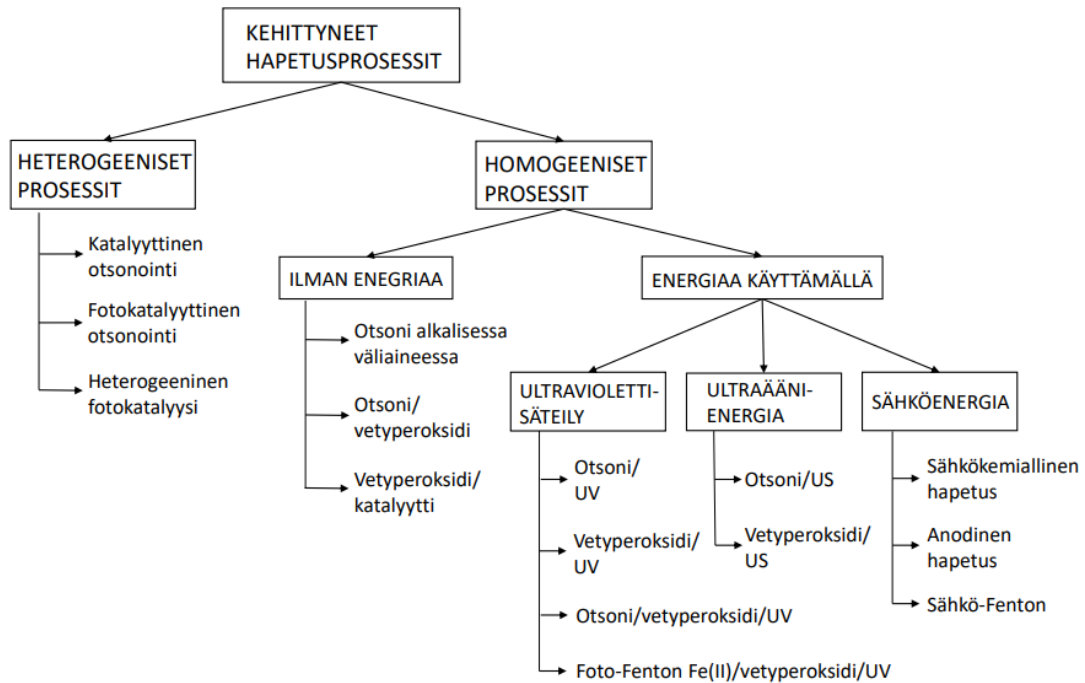 KEHITTYNEET
HAPETUSPROSESSIT
HETEROGEENISET
PROSESSIT
Katalyyttinen
otsonointi
Fotokatalyyttinen
otsonointi
Heterogeeninen
fotokatalyysi
HOMOGEENISET
PROSESSIT
ILMAN ENEGRIAA
Otsoni alkalisessa
väliaineessa
Otsoni/
vetyperoksidi
Vetyperoksidi/
katalyytti
ENERGIAA KÄYTTÄMÄLLÄ
ULTRAVIOLETTI-
SÄTEILY
Otsoni/
UV
Vetyperoksidi/
UV
Otsoni/vetyperoksidi/UV
Foto-Fenton Fe(II)/vetyperoksidi/UV
ULTRAÄÄNI-
ENERGIA
Otsoni/US
Vetyperoksidi/
US
SÄHKÖENERGIA
Sähkökemiallinen
hapetus
Anodinen
hapetus
Sähkö-Fenton